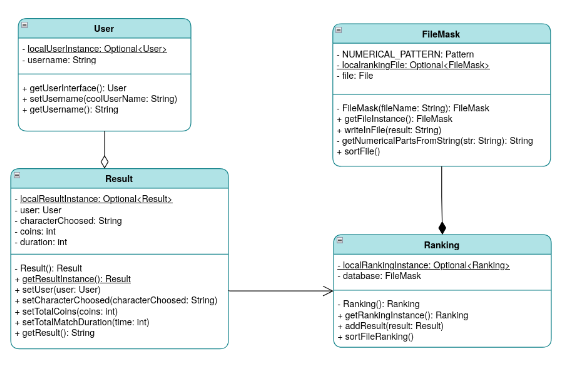 User
- localUserInstance: Optional<User>
- username: String
+ getUserInterface(): User
+ setUsername(coolUserName: String)
+ getUsername(): String
FileMask
- NUMERICAL_PATTERN: Pattern
- localrankingFile: Optional<FileMask>
- file: File
- FileMask(fileName: String): FileMask
+ getFileInstance(): FileMask
+ writeInFile(result: String)
- getNumericalPartsFromString(str: String): String
+ sortFile()
Result
- localResultInstance: Optional<Result>
- user: User
- characterChoosed: String
- coins: int
- duration: int
- Result(): Result
+ getResultInstance(): Result
+ setUser(user: User)
+ setCharacterChoosed(characterChoosed: String)
+ setTotalCoins(coins: int)
+ setTotalMatchDuration(time: int)
+ getResult(): String
Ranking
- localRankingInstance: Optional<Ranking>
- database: FileMask
- Ranking(): Ranking
+ getRankingInstance(): Ranking
+ addResult(result: Result)
+ sortFileRanking()